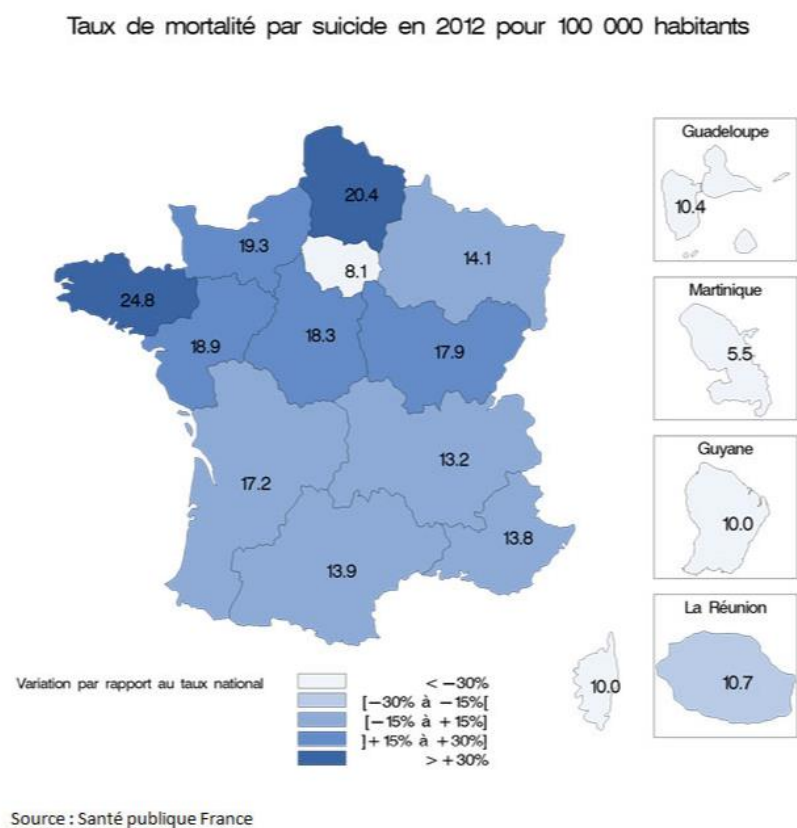 Taux de mortalité par suicide en 2012 pour 100 000 habitants
Guadeloupe
10.4
20.4
19.3
14.1
8.1
24.8
Martinique
5.5
18.9
18.3
17.9
Guyane
10.0
17.2
13.2
13.8
13.9
La Réunion
10.7
10.0
Variation par rapport au taux national
< -30%
[-30% à -15%[
[-15% à +15%]
]+15% à +30%]
> +30%
Source : Santé publique France